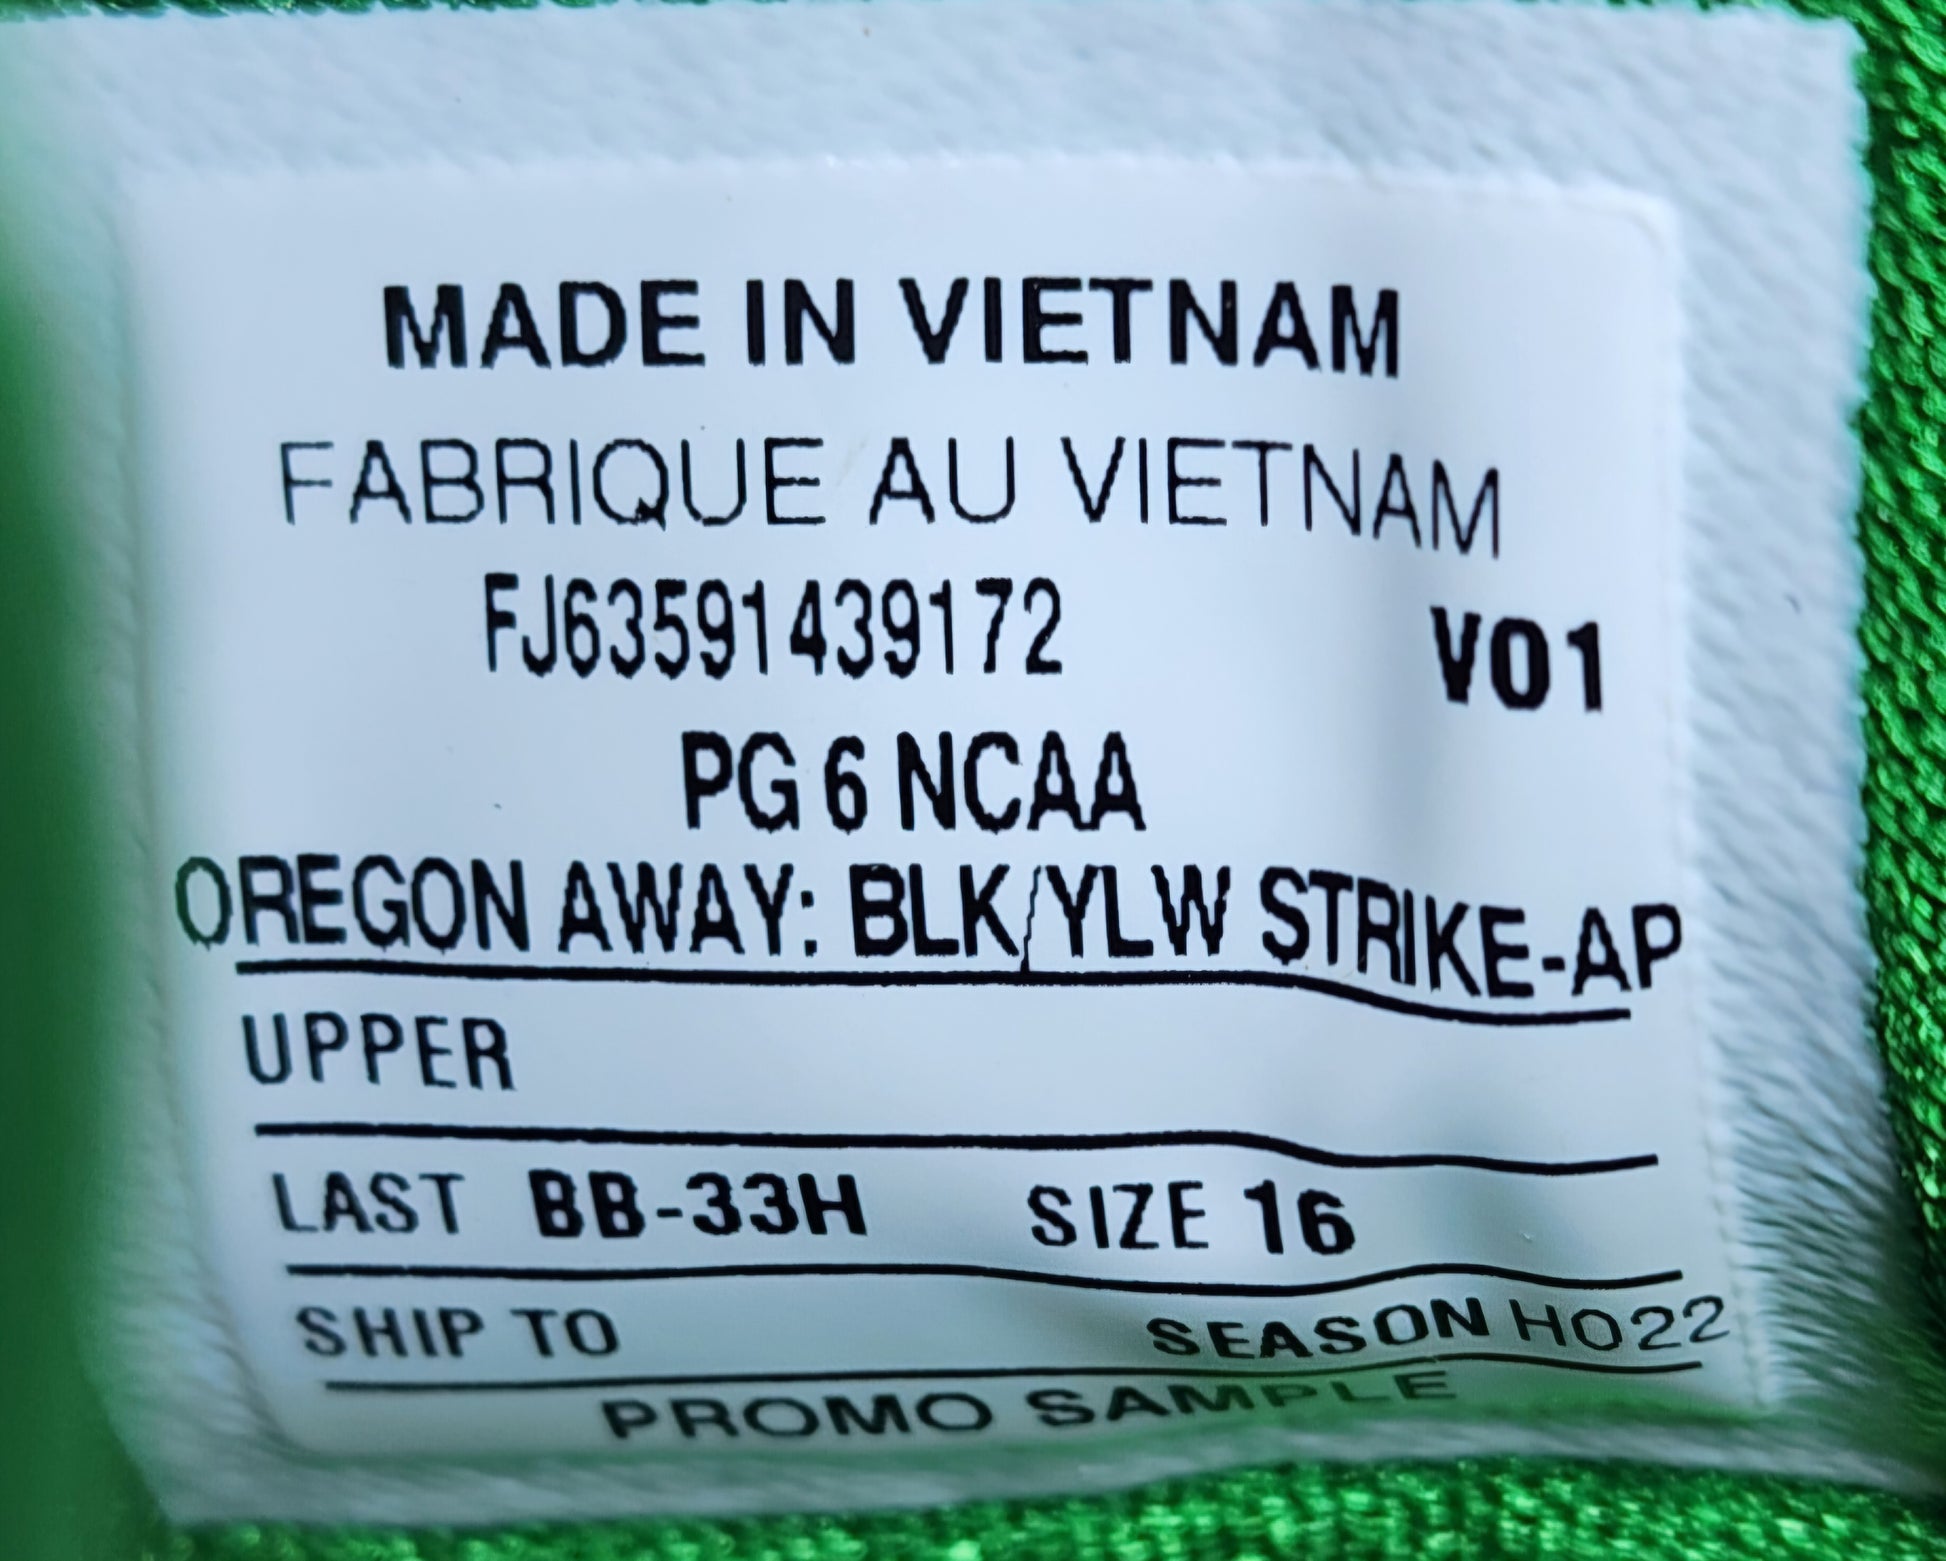 MADE IN VIETNAM
FABRIQUE AU VIETNAM
FJ63591439172 V01
PG 6 NCAA
OREGON AWAY: BLK/YLW STRIKE-AP
UPPER
LAST BB-33H SIZE 16
SHIP TO SEASON HO22
PROMO SAMPLE